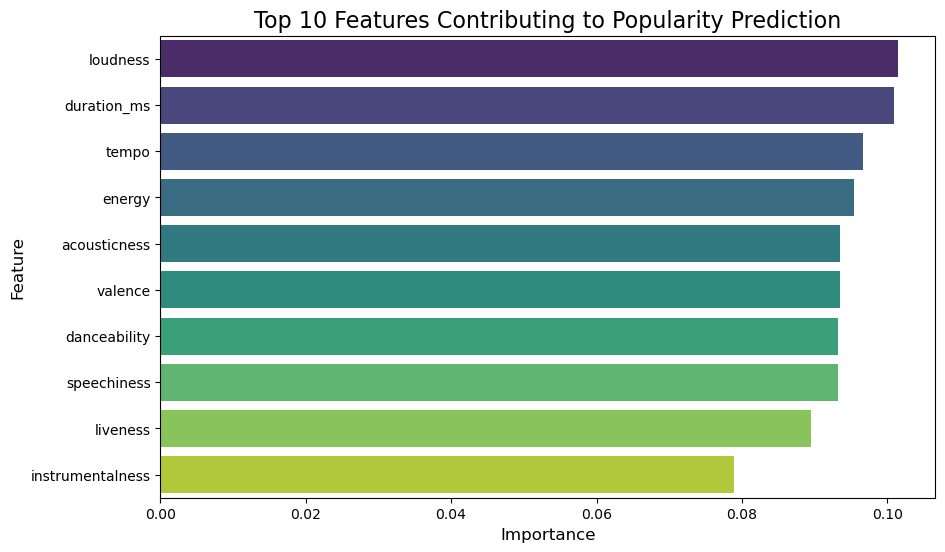 Top 10 Features Contributing to Popularity Prediction
Feature
loudness
duration_ms
tempo
energy
acousticness
valence
danceability
speechiness
liveness
instrumentalness
0.00 0.02 0.04 0.06 0.08 0.10
Importance